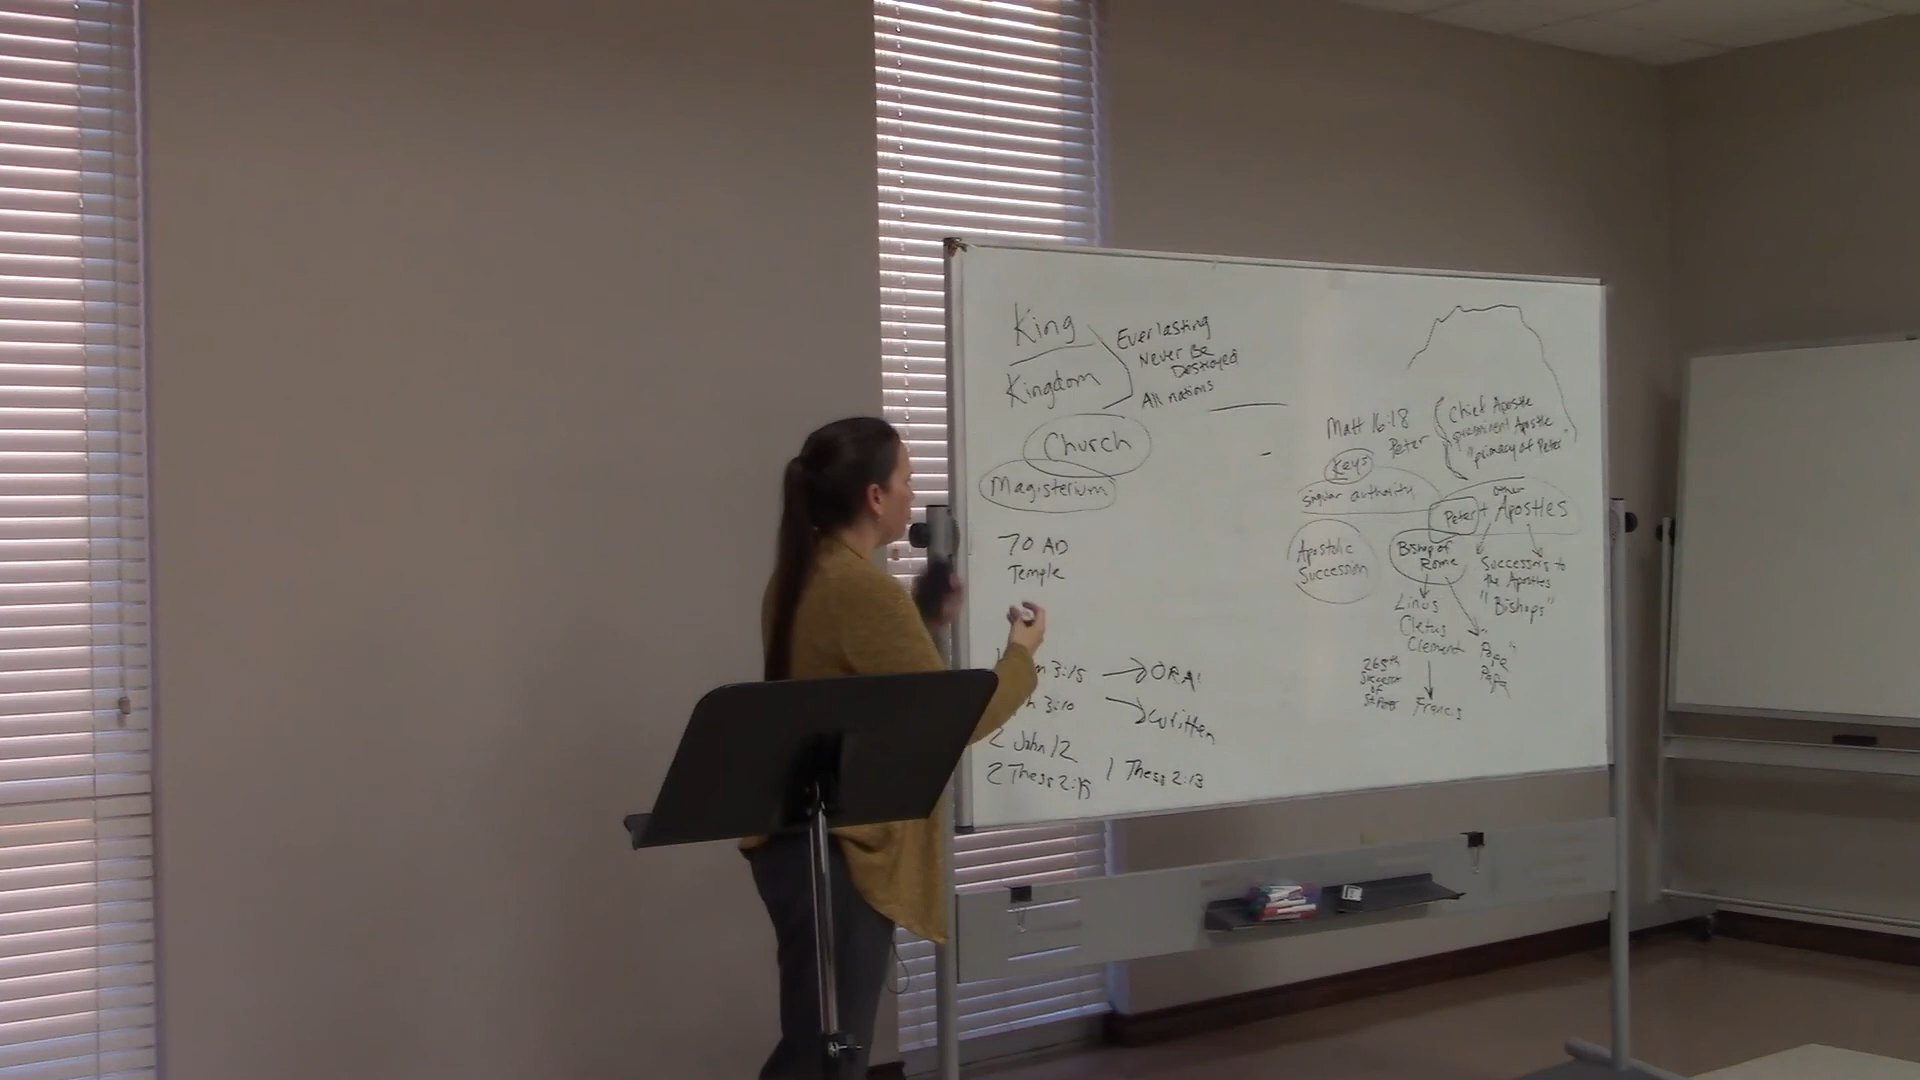 King
Kingdom
Everlasting
Never Be
Destroyed
All nations
Church
Magisterium
70 AD
Temple
3:15 → ORAL
3:10 → Written
2 John 12
2 Thess 2:15
1 Thess 2:13
Matt 16:18
Peter
Chief Apostle
prominent Apostle
"primacy of Peter"
Keys
singular authority
Peter + other Apostles
Apostolic
Succession
Bishop of
Rome
Successors to
the Apostles
"Bishops"
Linus
Cletus
Clement
"Pope"
Papa
265th
Successor
of
St Peter
Francis